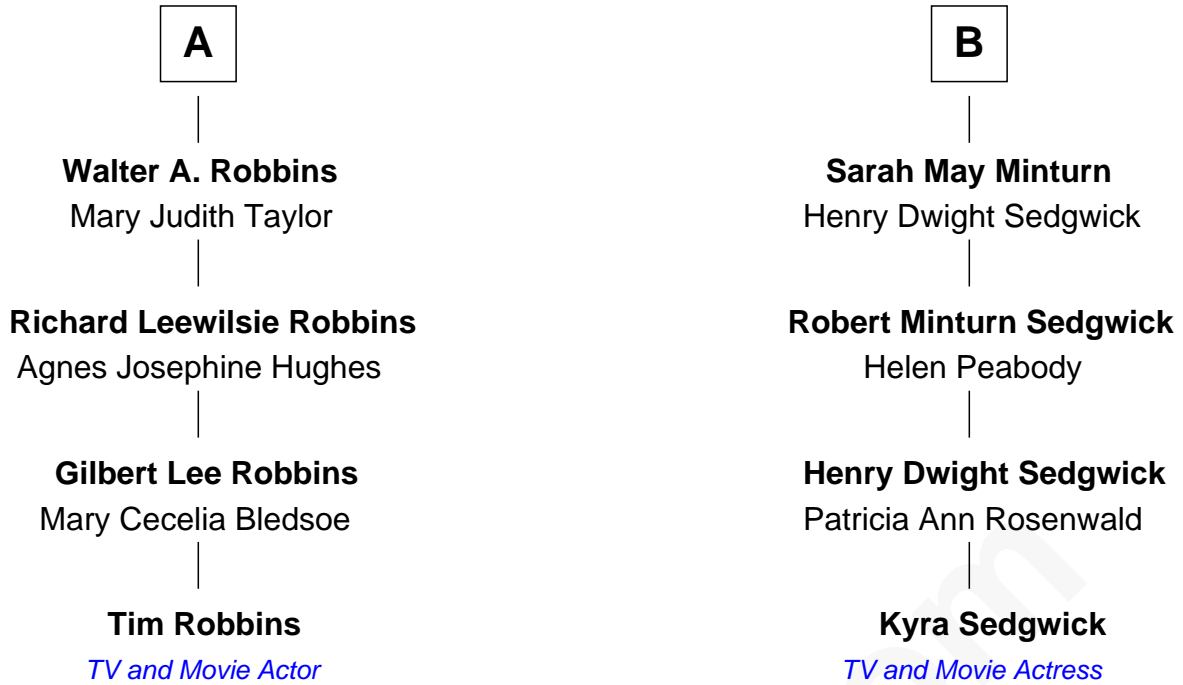 A
Walter A. Robbins
Mary Judith Taylor
Richard Leewilsie Robbins
Agnes Josephine Hughes
Gilbert Lee Robbins
Mary Cecelia Bledsoe
Tim Robbins
TV and Movie Actor
B
Sarah May Minturn
Henry Dwight Sedgwick
Robert Minturn Sedgwick
Helen Peabody
Henry Dwight Sedgwick
Patricia Ann Rosenwald
Kyra Sedgwick
TV and Movie Actress